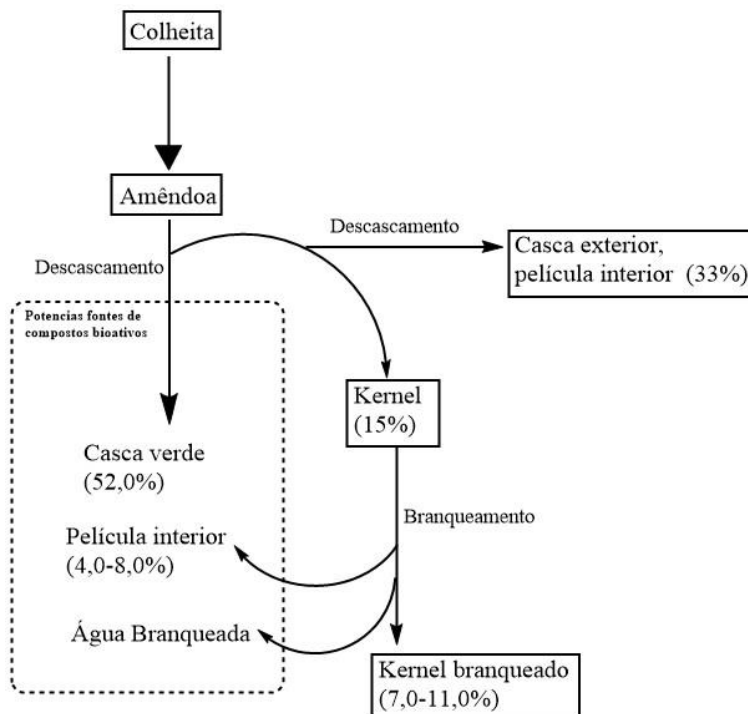 Colheita
Amêndoa
Descascamento
Descascamento
Casca exterior,
película interior (33%)
Potencias fontes de
compostos bioativos
Kernel
(15%)
Casca verde
(52,0%)
Branqueamento
Película interior
(4,0-8,0%)
Água Branqueada
Kernel branqueado
(7,0-11,0%)